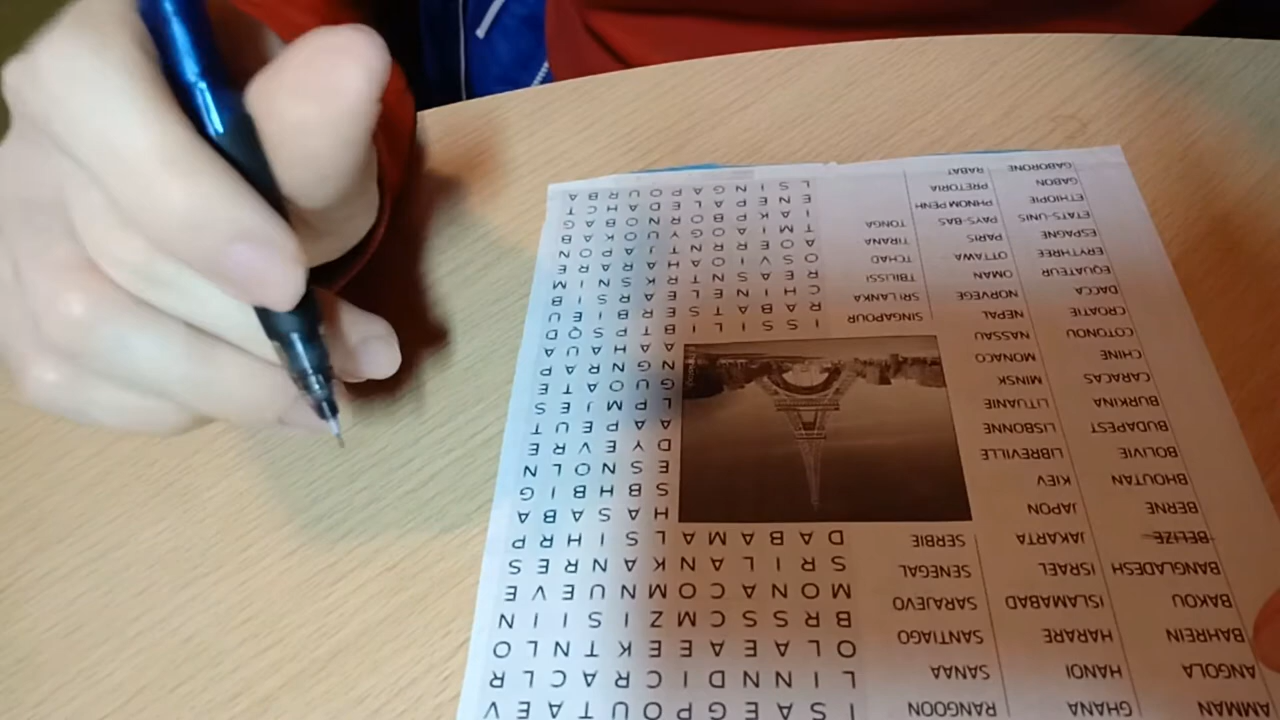 AMMAN
ANGOLA
BAHREIN
BAKOU
BANGLADESH
BELIZE
BERNE
BHOUTAN
BOLIVIE
BUDAPEST
BURKINA
CARACAS
CHINE
COTONOU
CROATIE
DACCA
EQUATEUR
ERYTHREE
ESPAGNE
ETATS-UNIS
ETHIOPIE
GABON
GABORONE
GHANA
HANOI
HARARE
ISLAMABAD
ISRAEL
JAKARTA
JAPON
KIEV
LIBREVILLE
LISBONNE
LITUANIE
MINSK
MONACO
NASSAU
NEPAL
NORVEGE
OMAN
OTTAWA
PARIS
PAYS-BAS
PHNOM PENH
PRETORIA
RABAT
RANGOON
SANAA
SANTIAGO
SARAJEVO
SENEGAL
SERBIE
SINGAPOUR
SRI LANKA
TBILISSI
TCHAD
TIRANA
TONGA
I S A E G P O U T A E V
L I N N D I C R A C L R
O L A E A E E K T N L O
B R S S C M Z I S I I N
M O N A C O M N U E V E
S R I L A N K A N R E S
D A B A M A L S I H R P
H A S A B A
S B H B I G
E S N O L N
D Y E V R E
A A P E U T
L P M J E S
G U O A T E
N G N R A P
A A H A U A
I S S I L I B T P S Q D
R A B A T S E R B I E U
C H I N E L E A R S I B
R E A S N T R K S N I M
O S V I O A H A R A R E
A O E R R N T J A P O N
T M I A O G Y U O K A B
I A K P B O R N O B A G
E N E P A L E D A H C T
L S I N G A P O U R B A